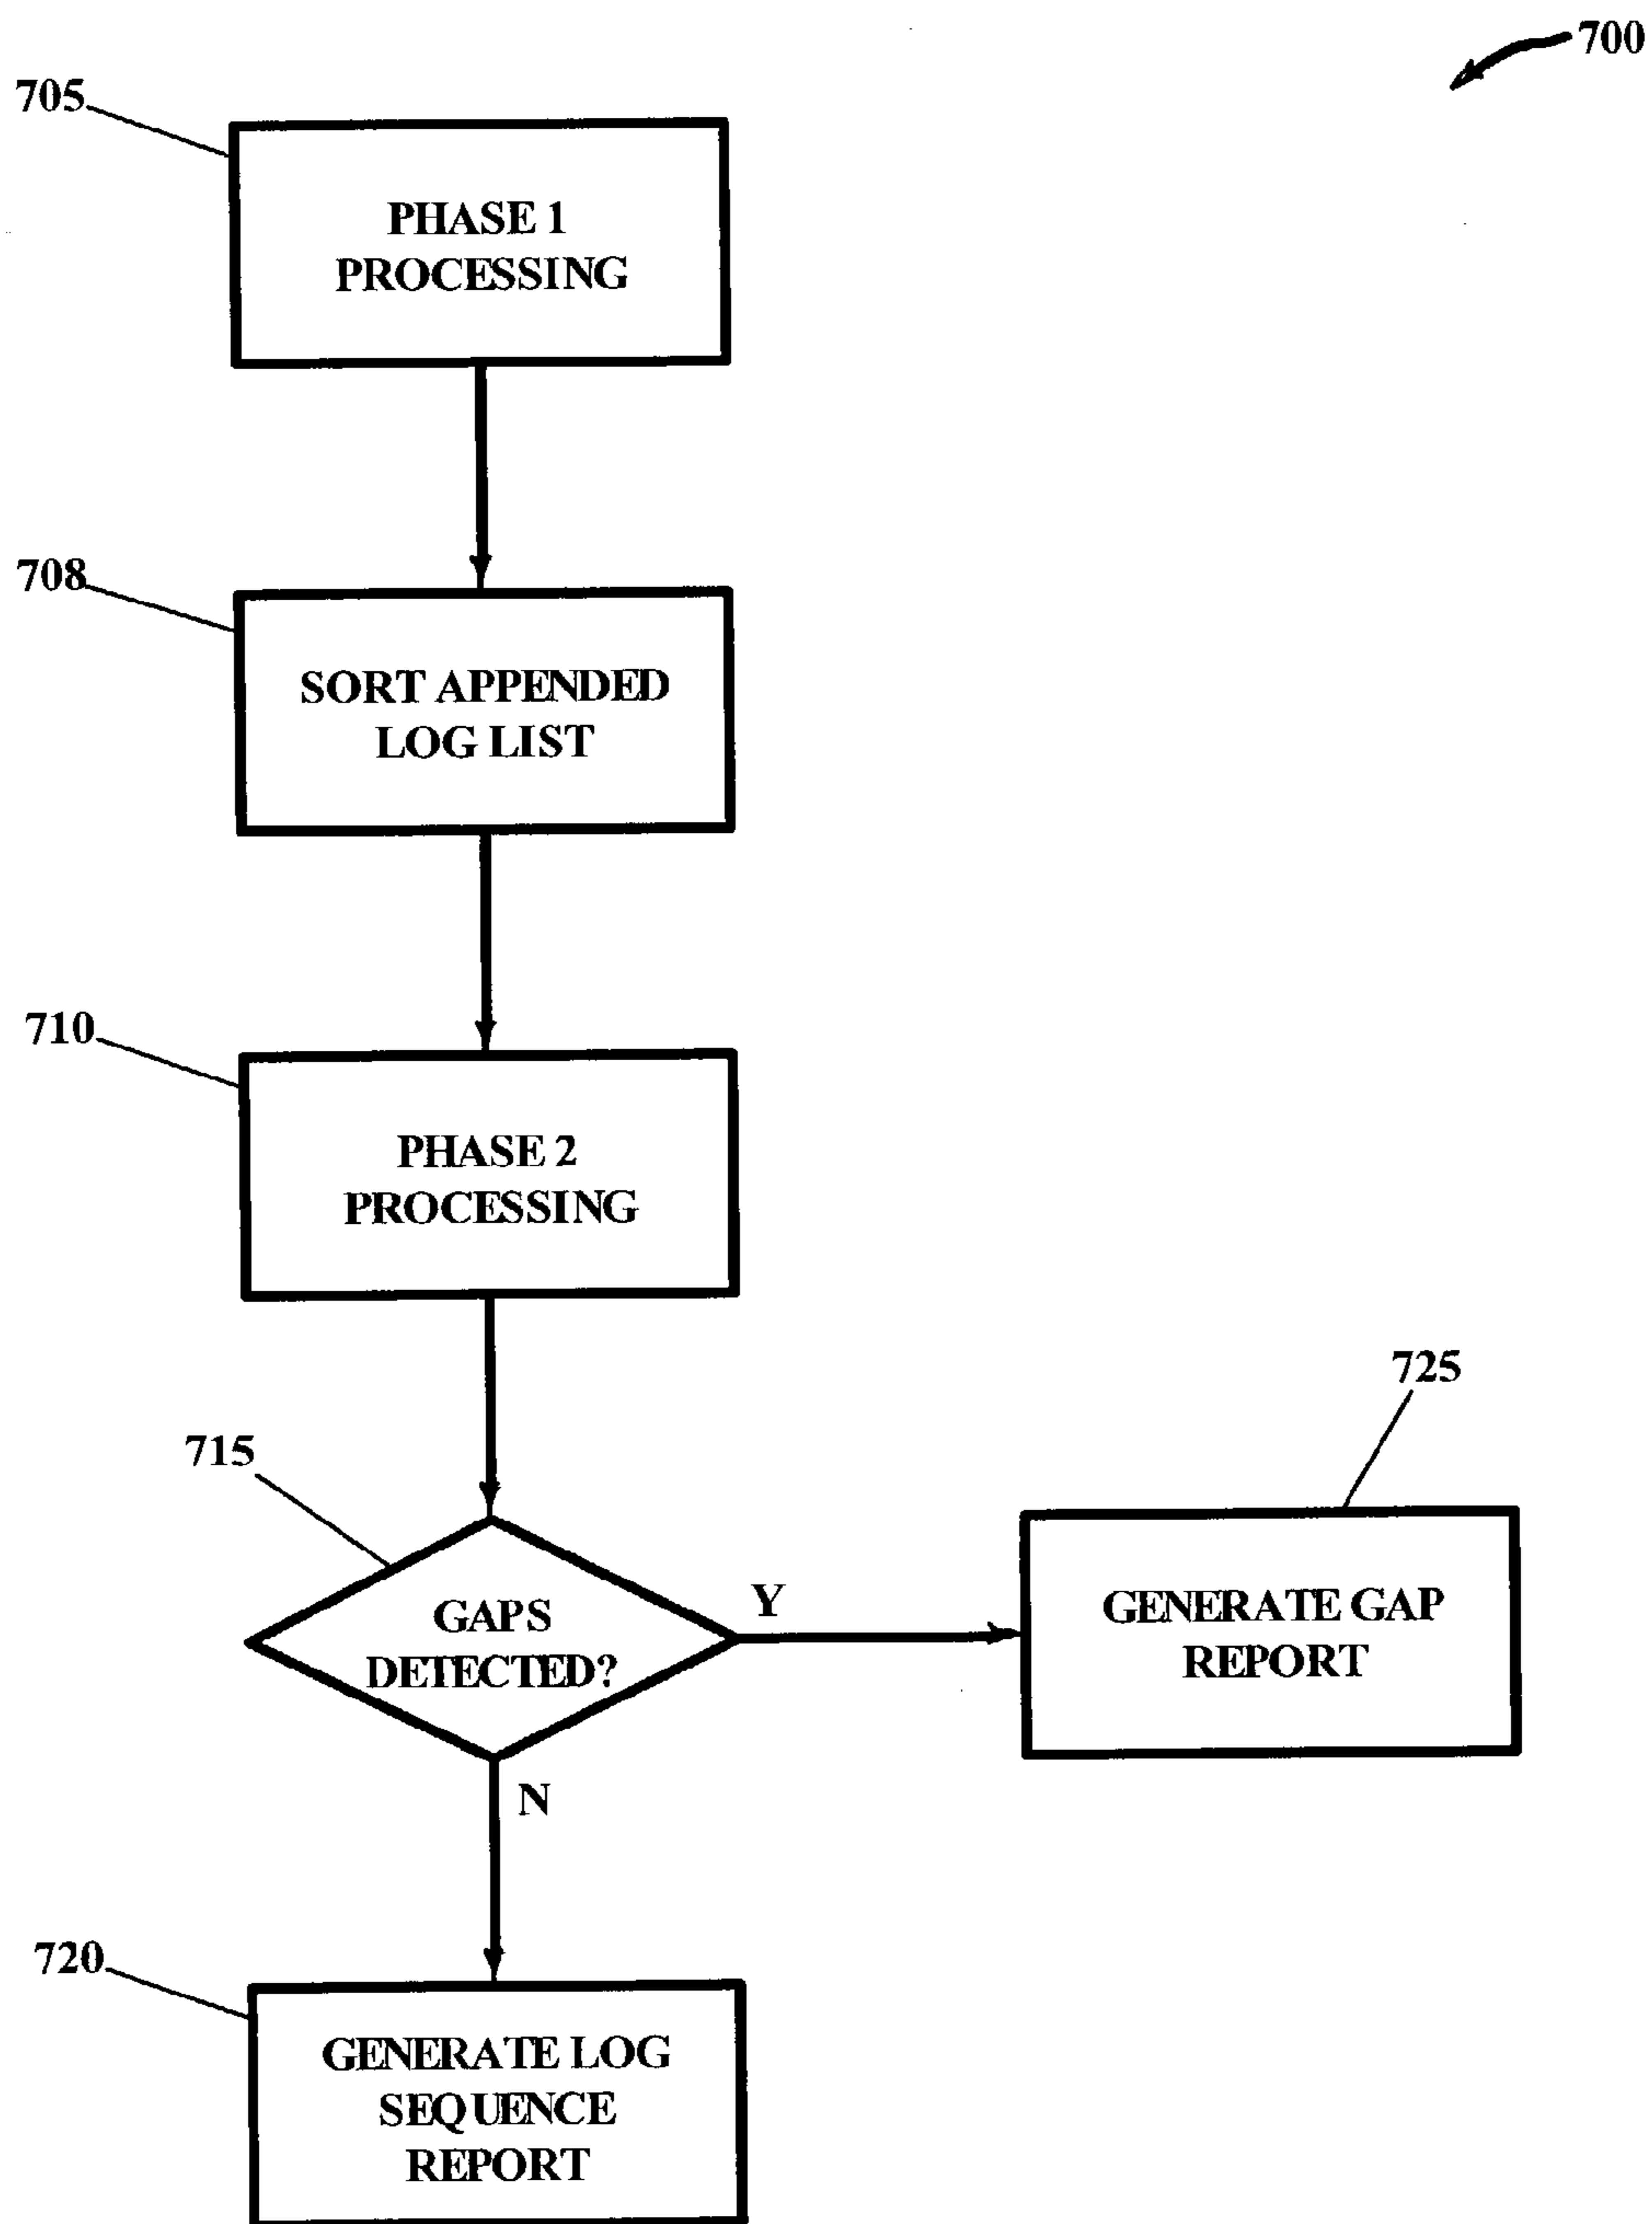 700
705
PHASE 1
PROCESSING
708
SORT APPENDED
LOG LIST
710
PHASE 2
PROCESSING
725
715
GAPS
DETECTED?
Y
GENERATE GAP
REPORT
N
720
GENERATE LOG
SEQUENCE
REPORT